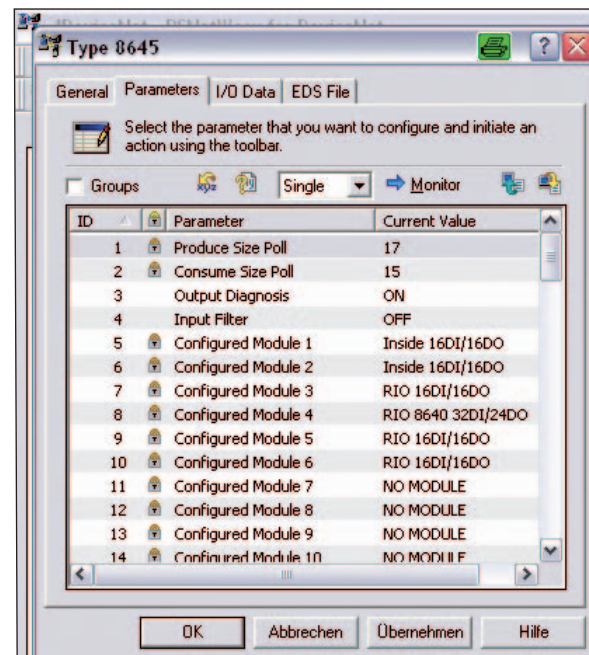 Type 8645
General Parameters I/O Data EDS File
Select the parameter that you want to configure and initiate an
action using the toolbar.
Groups Single Monitor
ID Parameter Current Value
1 Produce Size Poll 17
2 Consume Size Poll 15
3 Output Diagnosis ON
4 Input Filter OFF
5 Configured Module 1 Inside 16DI/16DO
6 Configured Module 2 Inside 16DI/16DO
7 Configured Module 3 RIO 16DI/16DO
8 Configured Module 4 RIO 8640 32DI/24DO
9 Configured Module 5 RIO 16DI/16DO
10 Configured Module 6 RIO 16DI/16DO
11 Configured Module 7 NO MODULE
12 Configured Module 8 NO MODULE
13 Configured Module 9 NO MODULE
14 Configured Module 10 NO MODULE
OK Abbrechen Übernehmen Hilfe